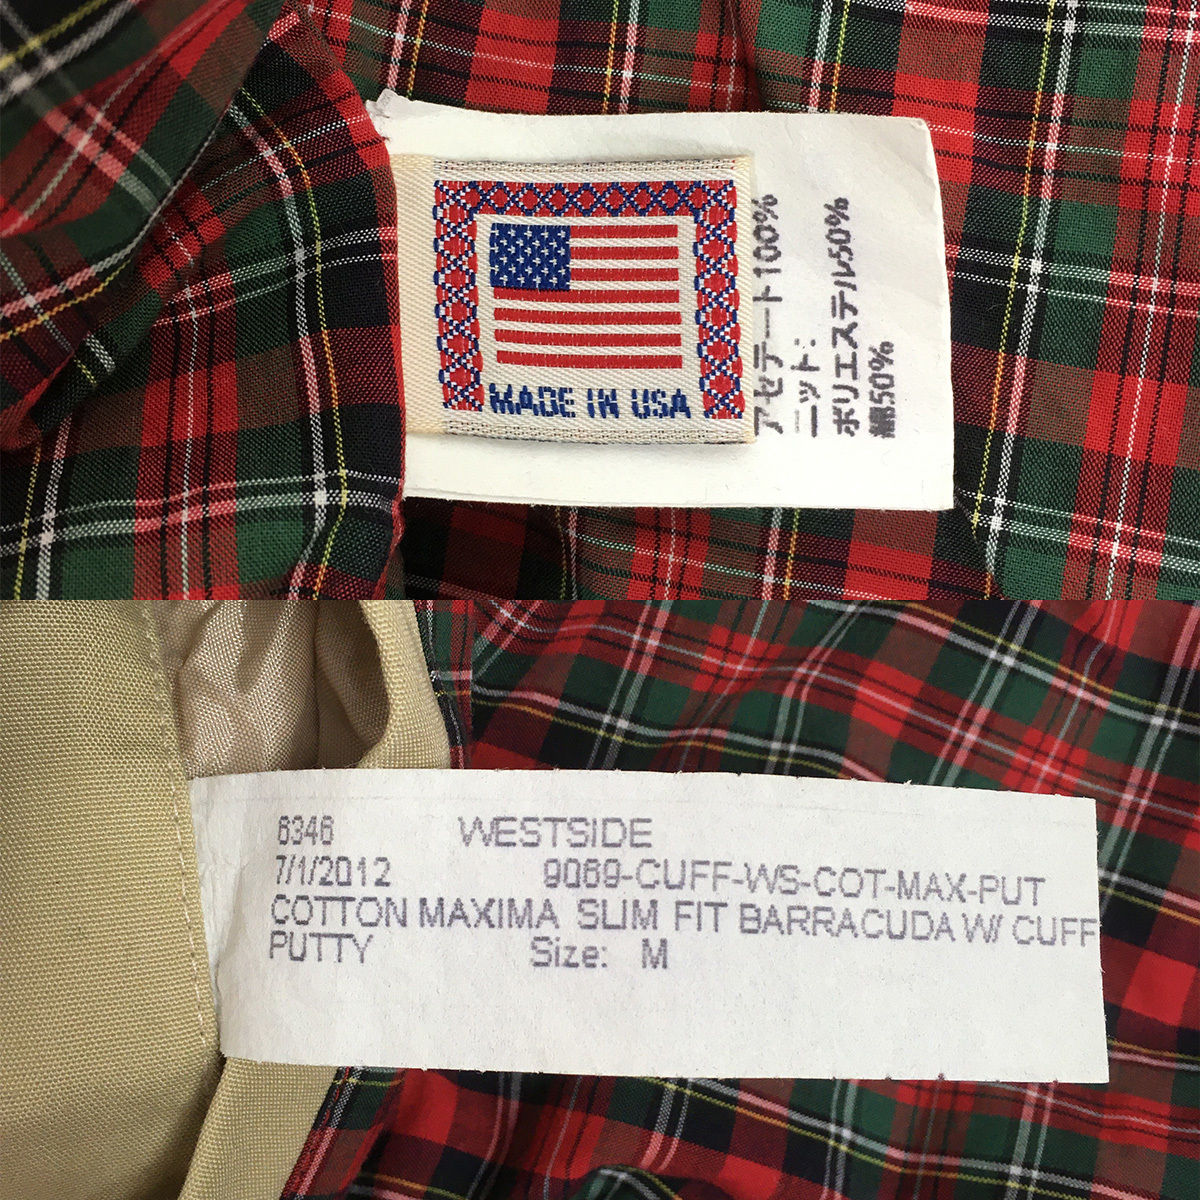 MADE IN USA
アセテート100%
ニット:
ポリエステル50%
綿50%
6346 WESTSIDE
7/1/2012 9069-CUFF-WS-COT-MAX-PUT
COTTON MAXIMA SLIM FIT BARRACUDA W/ CUFF
PUTTY Size: M